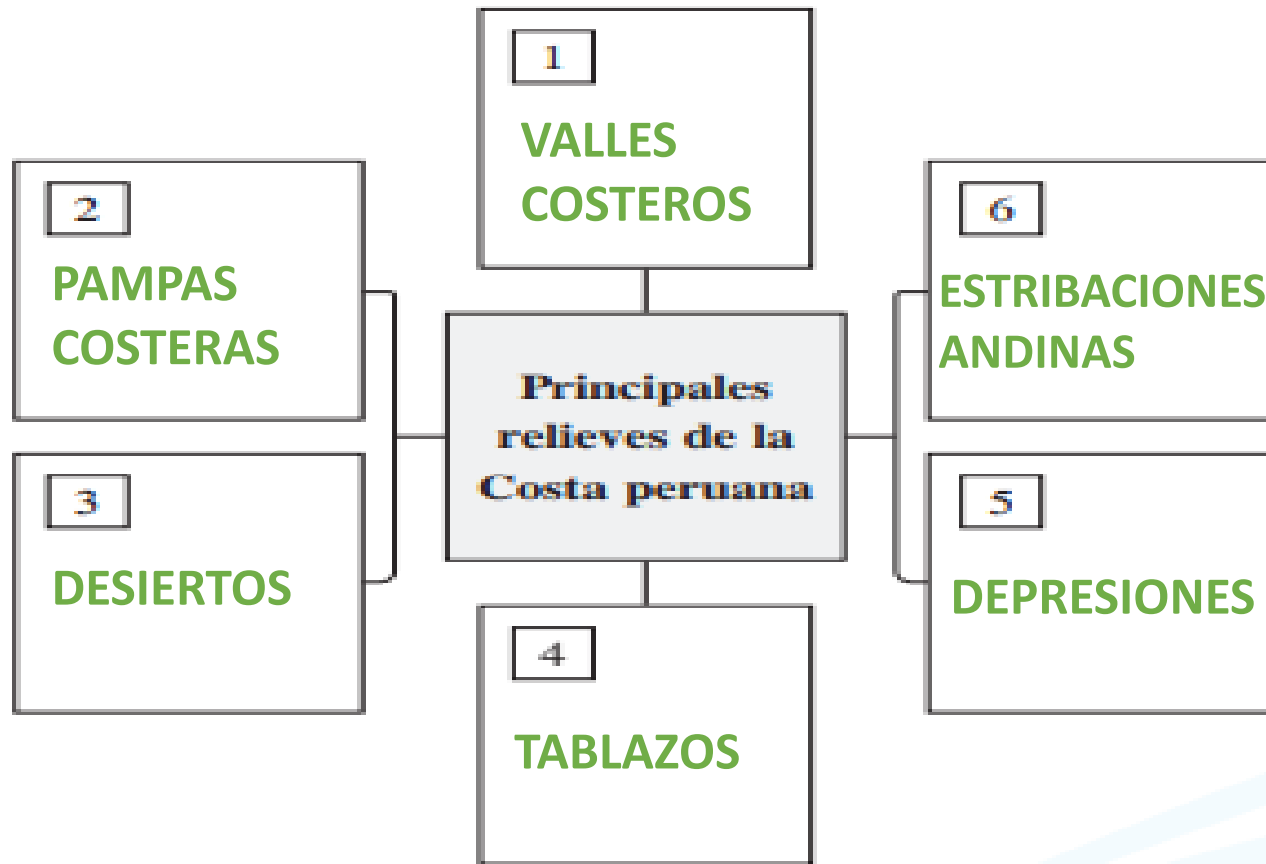 1
VALLES
COSTEROS
2
PAMPAS
COSTERAS
3
DESIERTOS
Principales
relieves de la
Costa peruana
4
TABLAZOS
6
ESTRIBACIONES
ANDINAS
5
DEPRESIONES